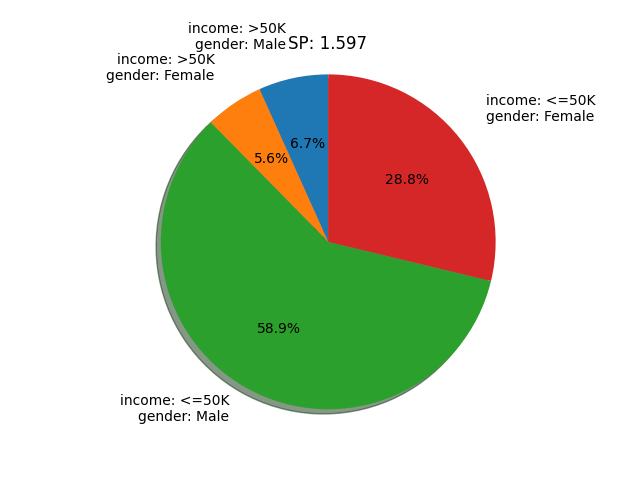 income: >50K
gender: Male
SP: 1.597
income: >50K
gender: Female
income: <=50K
gender: Female
6.7%
5.6%
28.8%
58.9%
income: <=50K
gender: Male